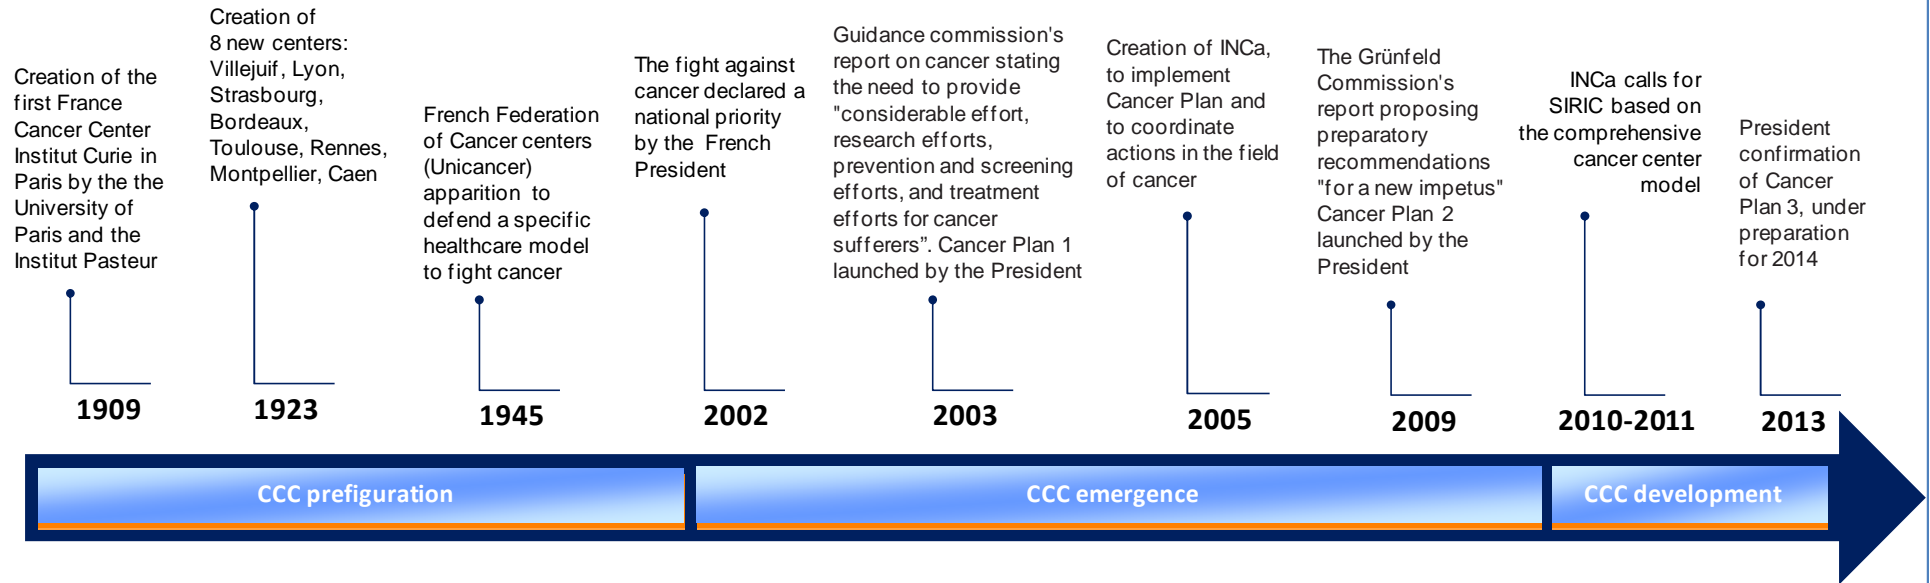 Creation of the
first France
Cancer Center
Institut Curie in
Paris by the the
University of
Paris and the
Institut Pasteur
1909
Creation of
8 new centers:
Villejuif, Lyon,
Strasbourg,
Bordeaux,
Toulouse, Rennes,
Montpellier, Caen
1923
French Federation
of Cancer centers
(Unicancer)
apparition to
defend a specific
healthcare model
to fight cancer
1945
The fight against
cancer declared a
national priority
by the French
President
2002
Guidance commission's
report on cancer stating
the need to provide
"considerable effort,
research efforts,
prevention and screening
efforts, and treatment
efforts for cancer
sufferers”. Cancer Plan 1
launched by the President
2003
Creation of INCa,
to implement
Cancer Plan and
to coordinate
actions in the field
of cancer
2005
The Grünfeld
Commission's
report proposing
preparatory
recommendations
"for a new impetus"
Cancer Plan 2
launched by the
President
2009
INCa calls for
SIRIC based on
the comprehensive
cancer center
model
2010-2011
President
confirmation
of Cancer
Plan 3, under
preparation
for 2014
2013
CCC prefiguration
CCC emergence
CCC development